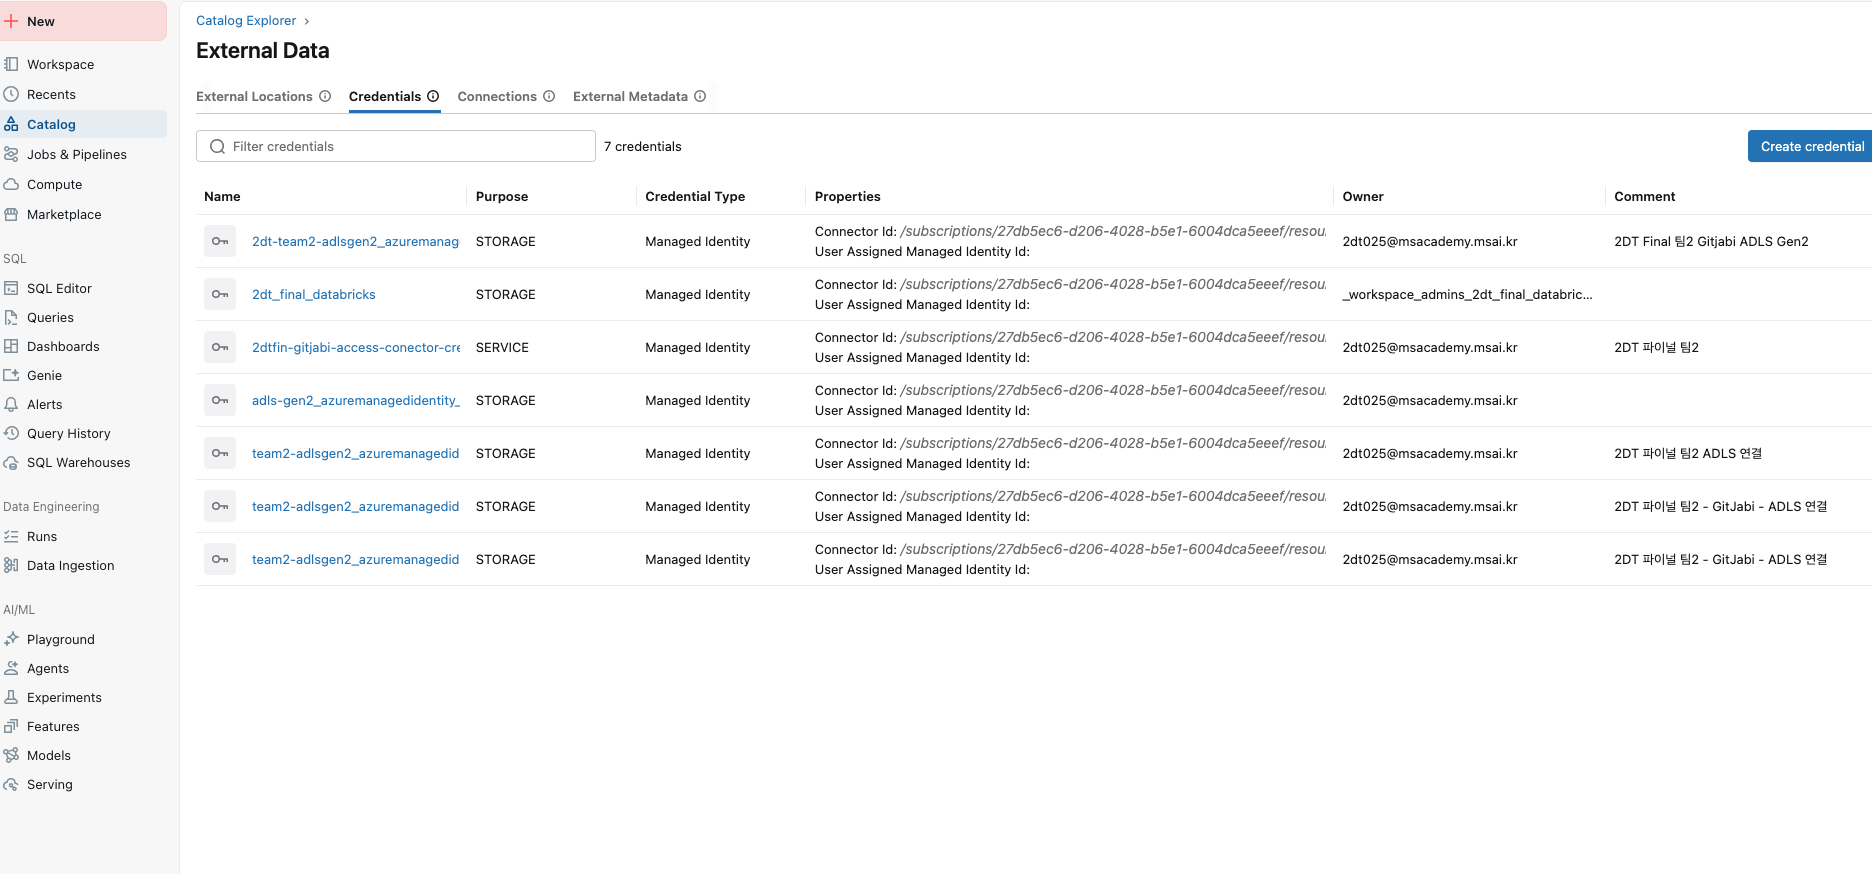 New
Workspace
Recents
Catalog
Jobs & Pipelines
Compute
Marketplace
SQL
SQL Editor
Queries
Dashboards
Genie
Alerts
Query History
SQL Warehouses
Data Engineering
Runs
Data Ingestion
AI/ML
Playground
Agents
Experiments
Features
Models
Serving
Catalog Explorer ›
External Data
External Locations Credentials Connections External Metadata
Filter credentials 7 credentials Create credential
Name Purpose Credential Type Properties Owner Comment
2dt-team2-adlsgen2_azuremanag STORAGE Managed Identity Connector Id: /subscriptions/27db5ec6-d206-4028-b5e1-6004dca5eeef/resou 2dt025@msacademy.msai.kr 2DT Final 팀2 Gitjabi ADLS Gen2
User Assigned Managed Identity Id:
2dt_final_databricks STORAGE Managed Identity Connector Id: /subscriptions/27db5ec6-d206-4028-b5e1-6004dca5eeef/resou _workspace_admins_2dt_final_databric...
User Assigned Managed Identity Id:
2dtfin-gitjabi-access-conector-cre SERVICE Managed Identity Connector Id: /subscriptions/27db5ec6-d206-4028-b5e1-6004dca5eeef/resou 2dt025@msacademy.msai.kr 2DT 파이널 팀2
User Assigned Managed Identity Id:
adls-gen2_azuremanagedidentity_ STORAGE Managed Identity Connector Id: /subscriptions/27db5ec6-d206-4028-b5e1-6004dca5eeef/resou 2dt025@msacademy.msai.kr
User Assigned Managed Identity Id:
team2-adlsgen2_azuremanagedid STORAGE Managed Identity Connector Id: /subscriptions/27db5ec6-d206-4028-b5e1-6004dca5eeef/resou 2dt025@msacademy.msai.kr 2DT 파이널 팀2 ADLS 연결
User Assigned Managed Identity Id:
team2-adlsgen2_azuremanagedid STORAGE Managed Identity Connector Id: /subscriptions/27db5ec6-d206-4028-b5e1-6004dca5eeef/resou 2dt025@msacademy.msai.kr 2DT 파이널 팀2 - GitJabi - ADLS 연결
User Assigned Managed Identity Id:
team2-adlsgen2_azuremanagedid STORAGE Managed Identity Connector Id: /subscriptions/27db5ec6-d206-4028-b5e1-6004dca5eeef/resou 2dt025@msacademy.msai.kr 2DT 파이널 팀2 - GitJabi - ADLS 연결
User Assigned Managed Identity Id: